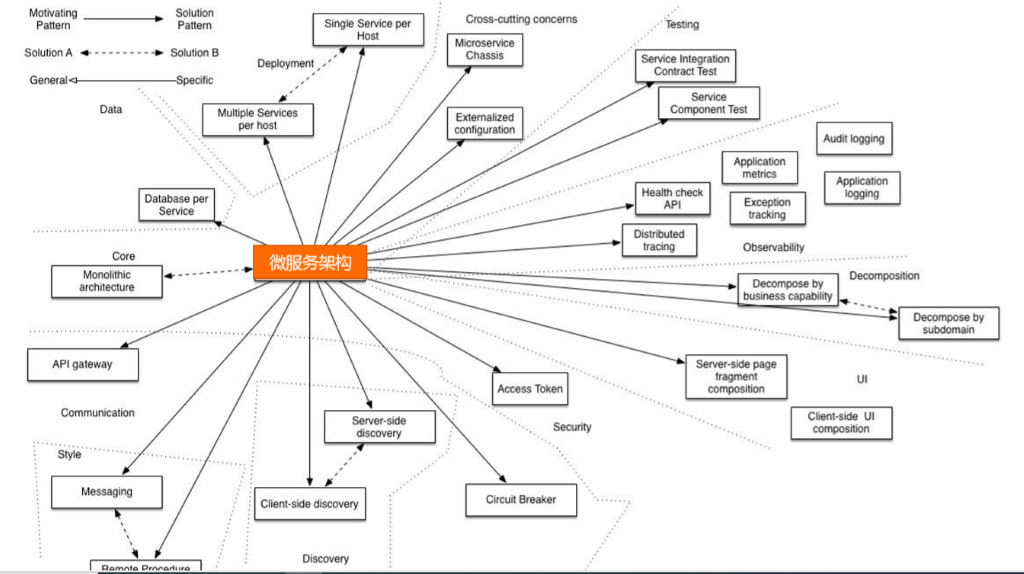 Motivating
Pattern
Solution
Pattern
Solution A
Solution B
General
Specific
Data
Deployment
Single Service per
Host
Multiple Services
per host
Cross-cutting concerns
Microservice
Chassis
Externalized
configuration
Testing
Service Integration
Contract Test
Service
Component Test
Audit logging
Application
metrics
Application
logging
Health check
API
Exception
tracking
Distributed
tracing
Observability
Database per
Service
Core
Monolithic
architecture
微服务架构
Decomposition
Decompose by
business capability
Decompose by
subdomain
API gateway
Access Token
Server-side page
fragment
composition
UI
Client-side UI
composition
Communication
Server-side
discovery
Security
Style
Messaging
Client-side discovery
Circuit Breaker
Discovery
Remote Procedure